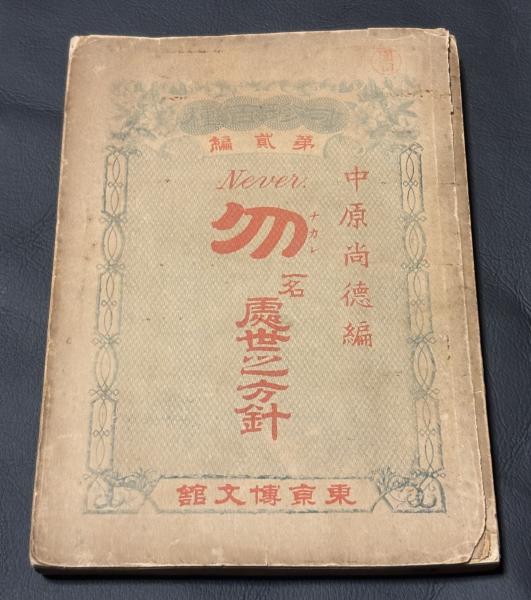 第貳編
中原尚德編
Never.
勿
ナカレ
一名
處世之方針
東京博文館